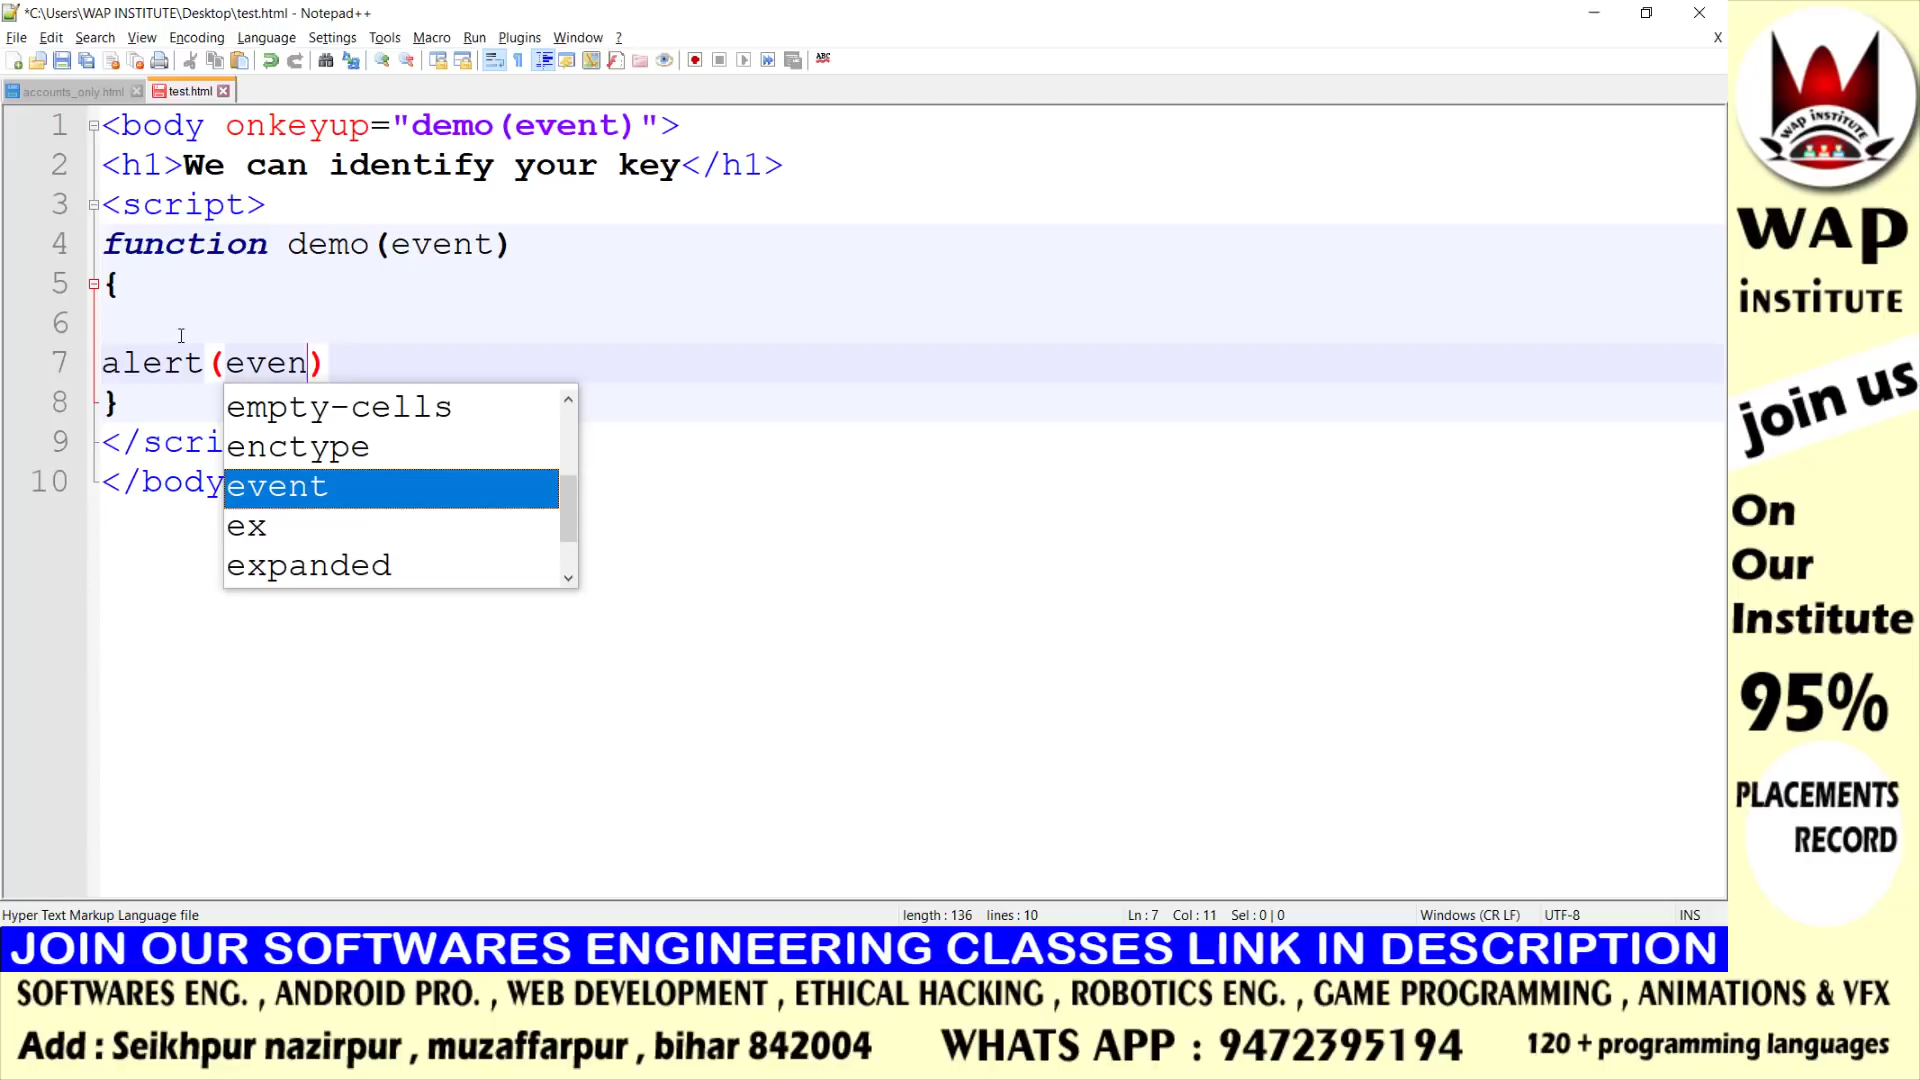 *C:\Users\WAP INSTITUTE\Desktop\test.html - Notepad++
File Edit Search View Encoding Language Settings Tools Macro Run Plugins Window ? X
ABC
accounts_only html test.html
1 <body onkeyup="demo(event)">
2 <h1>We can identify your key</h1>
3 <script>
4 function demo(event)
5 {
6
7 alert(even)
8 }
9 </scri
10 </body
empty-cells
enctype
event
ex
expanded
Hyper Text Markup Language file length : 136 lines : 10 Ln : 7 Col : 11 Sel : 0 | 0 Windows (CR LF) UTF-8 INS
WAP INSTITUTE
WAP
INSTITUTE
join us
On
Our
Institute
95%
PLACEMENTS
RECORD
JOIN OUR SOFTWARES ENGINEERING CLASSES LINK IN DESCRIPTION
SOFTWARES ENG. , ANDROID PRO. , WEB DEVELOPMENT , ETHICAL HACKING , ROBOTICS ENG. , GAME PROGRAMMING , ANIMATIONS & VFX
Add : Seikhpur nazirpur , muzaffarpur , bihar 842004 WHATS APP : 9472395194 120 + programming languages